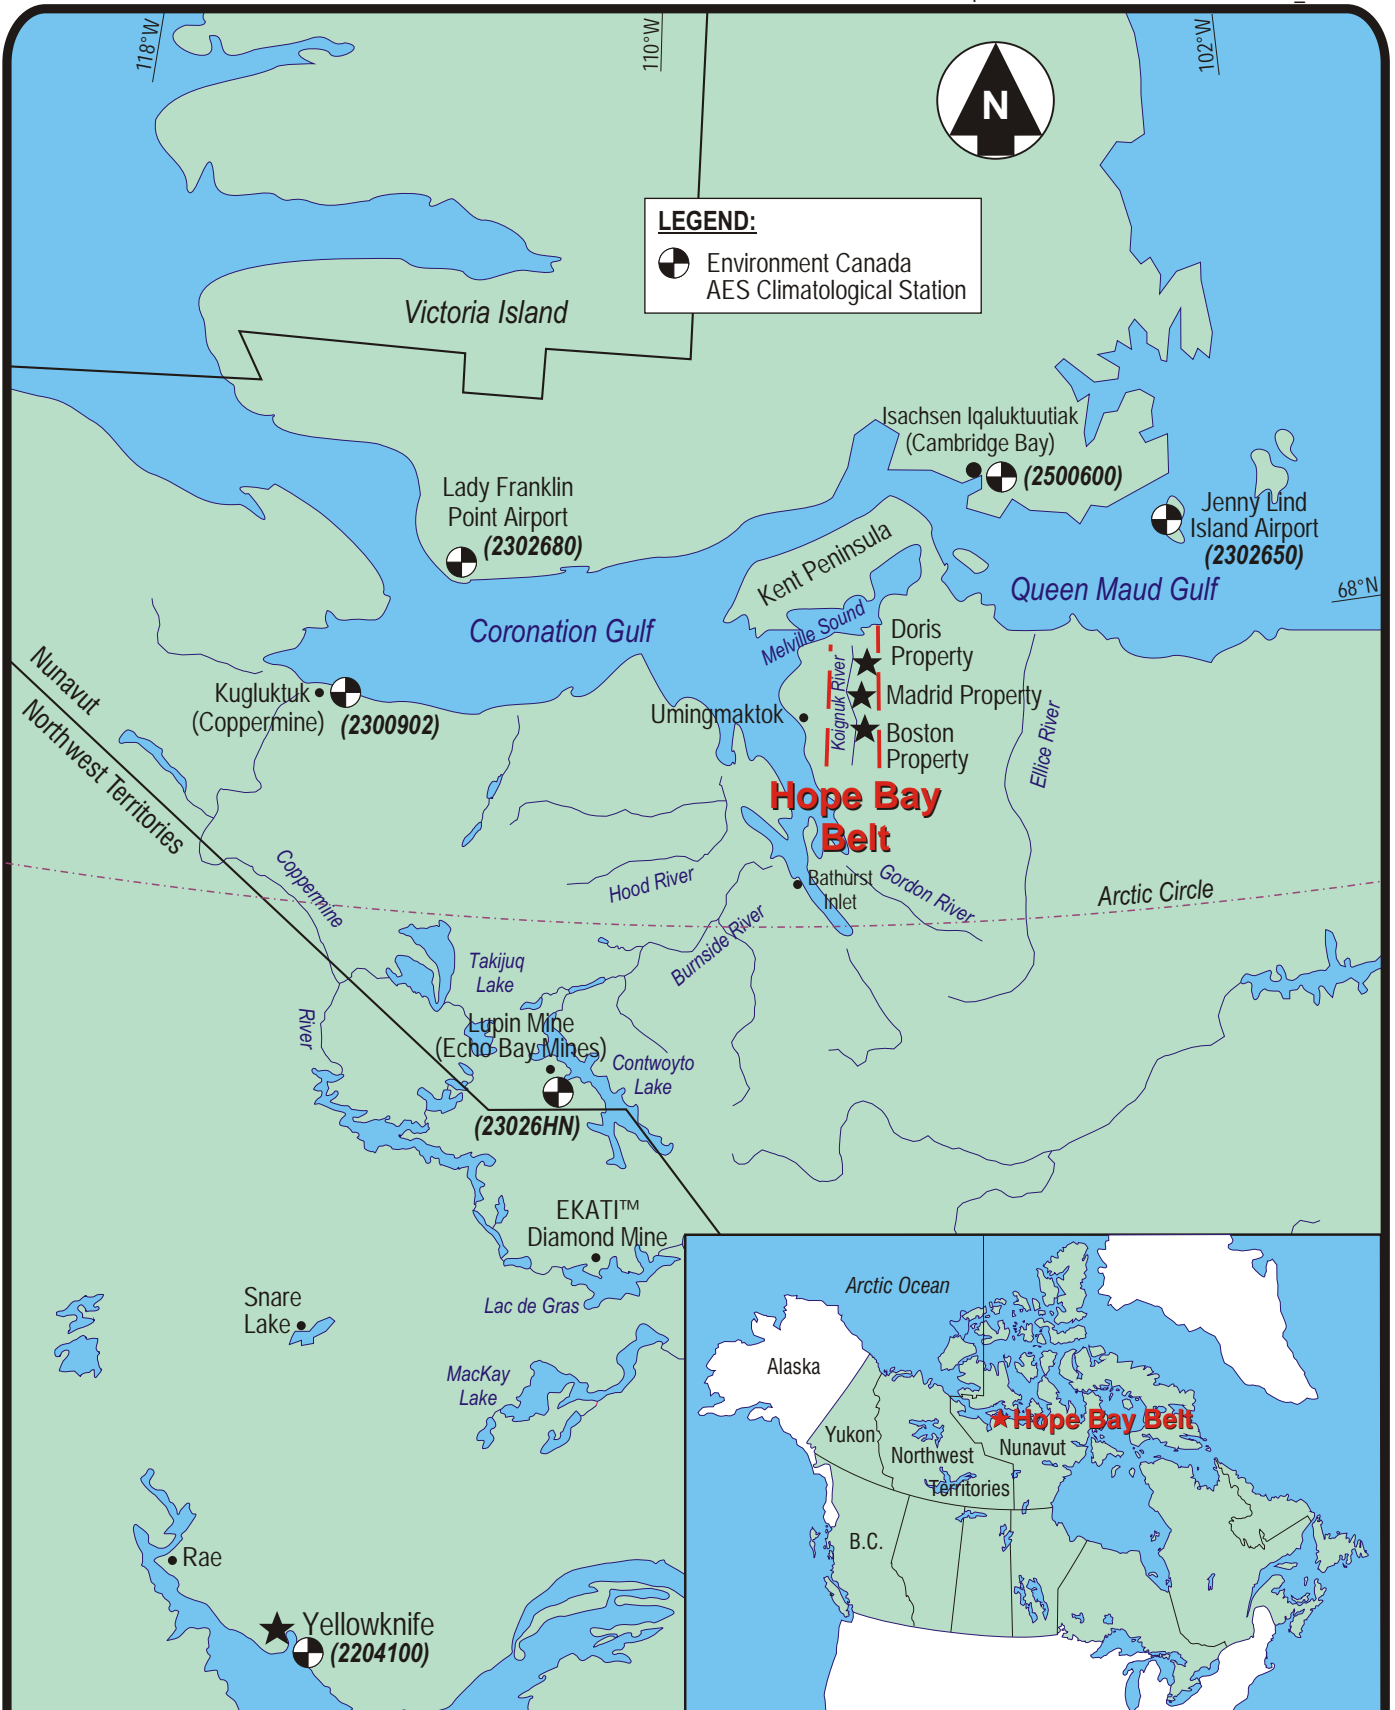 118°W
110°W
102°W
N
LEGEND:
Environment Canada
AES Climatological Station
Victoria Island
Isachsen Iqaluktuutiak
(Cambridge Bay)
(2500600)
Lady Franklin
Point Airport
(2302680)
Jenny Lind
Island Airport
(2302650)
Kent Peninsula
Queen Maud Gulf
68°N
Coronation Gulf
Melville Sound
Doris
Property
Nunavut
Northwest Territories
Kugluktuk
(Coppermine)
(2300902)
Umingmaktok
Koignuk River
Madrid Property
Boston
Property
Ellice River
Hope Bay
Belt
Coppermine
River
Hood River
Bathurst
Inlet
Gordon River
Arctic Circle
Burnside River
Takijuq
Lake
Lupin Mine
(Echo Bay Mines)
Contwoyto
Lake
(23026HN)
EKATI™
Diamond Mine
Lac de Gras
Snare
Lake
MacKay
Lake
Rae
Yellowknife
(2204100)
Arctic Ocean
Alaska
Hope Bay Belt
Yukon
Nunavut
Northwest
Territories
B.C.